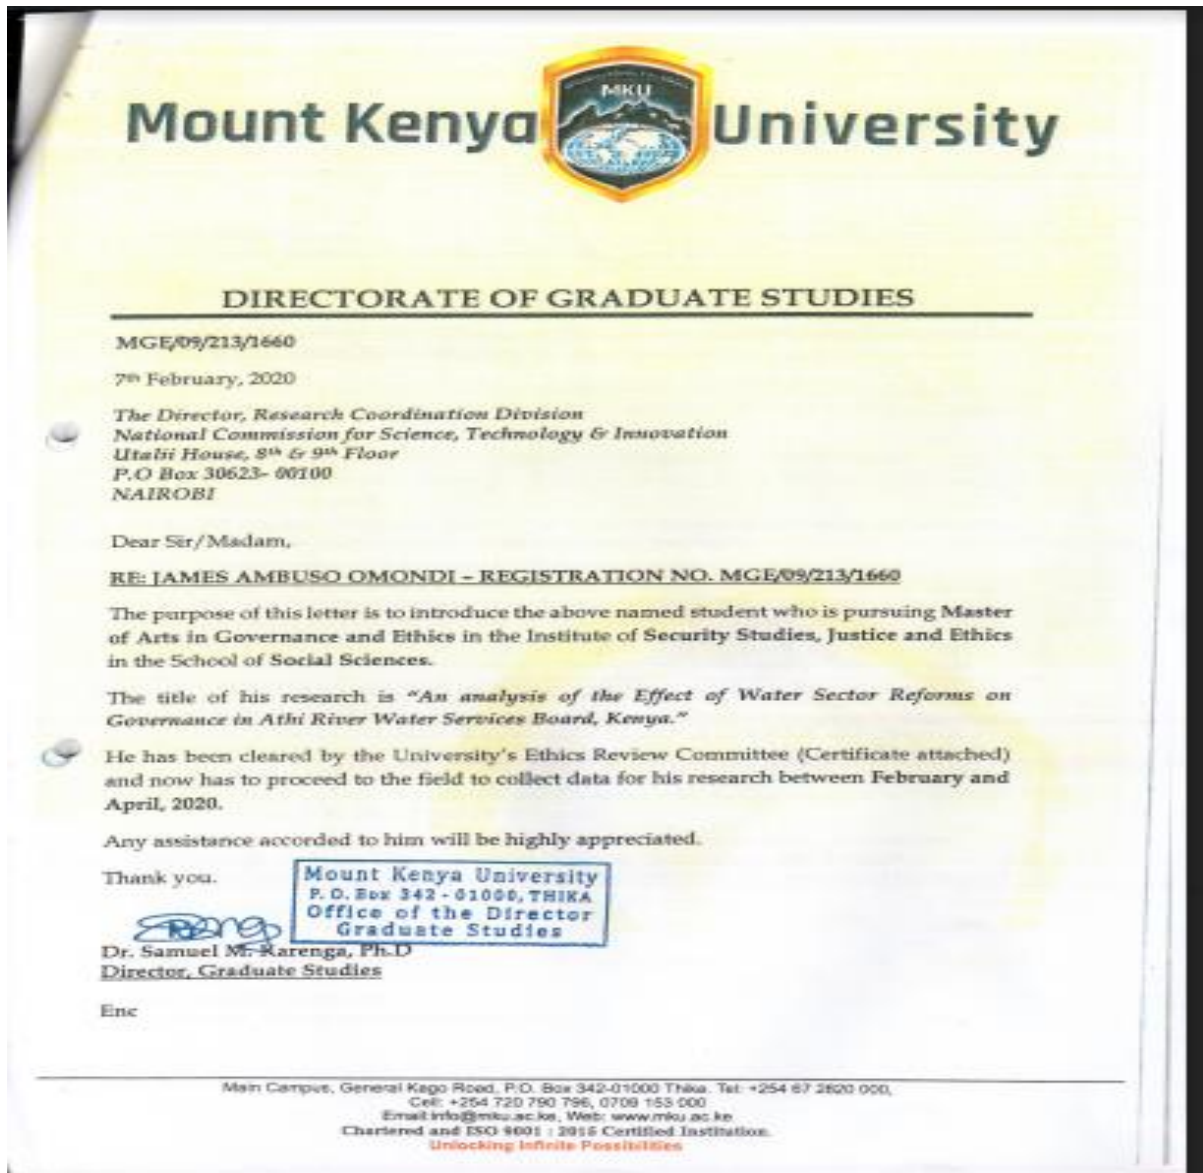 Mount Kenya University
MKU
DIRECTORATE OF GRADUATE STUDIES
MGE/09/213/1660
7th February, 2020
The Director, Research Coordination Division
National Commission for Science, Technology & Innovation
Utalii House, 8th & 9th Floor
P.O Box 30623- 00100
NAIROBI
Dear Sir/Madam,
RE: JAMES AMBUSO OMONDI – REGISTRATION NO. MGE/09/213/1660
The purpose of this letter is to introduce the above named student who is pursuing Master
of Arts in Governance and Ethics in the Institute of Security Studies, Justice and Ethics
in the School of Social Sciences.
The title of his research is "An analysis of the Effect of Water Sector Reforms on
Governance in Athi River Water Services Board, Kenya."
He has been cleared by the University's Ethics Review Committee (Certificate attached)
and now has to proceed to the field to collect data for his research between February and
April, 2020.
Any assistance accorded to him will be highly appreciated.
Thank you.
Mount Kenya University
P. O. Box 342 - 01000, THIKA
Office of the Director
Graduate Studies
Dr. Samuel M. Karenga, Ph.D
Director, Graduate Studies
Enc
Main Campus, General Kago Road, P.O. Box 342-01000 Thika. Tel: +254 67 2820 000,
Cell: +254 720 790 796, 0709 153 000
Email:info@mku.ac.ke, Web: www.mku.ac.ke
Chartered and ISO 9001 : 2015 Certified Institution.
Unlocking Infinite Possibilities